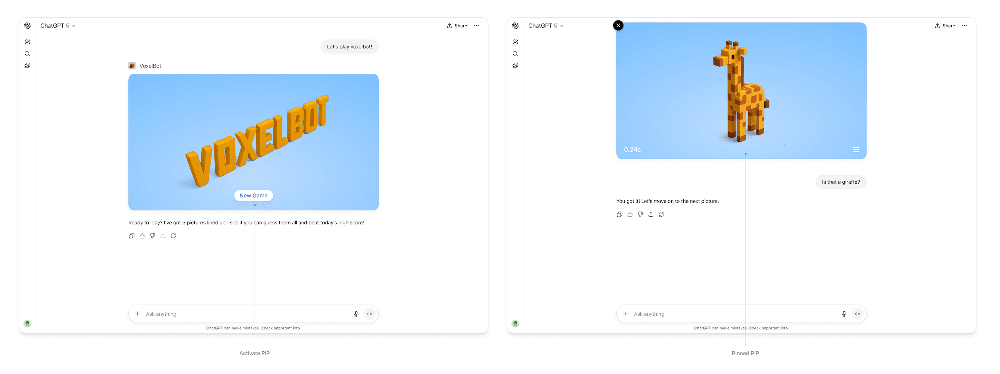 ChatGPT 5
Share
Let's play voxelbot!
VoxelBot
VOXELBOT
New Game
Ready to play? I've got 5 pictures lined up—see if you can guess them all and beat today's high score!
Ask anything
ChatGPT can make mistakes. Check important info.
Activate PiP
ChatGPT 5
Share
0.24s
Is that a giraffe?
You got it! Let's move on to the next picture.
Ask anything
ChatGPT can make mistakes. Check important info.
Pinned PiP